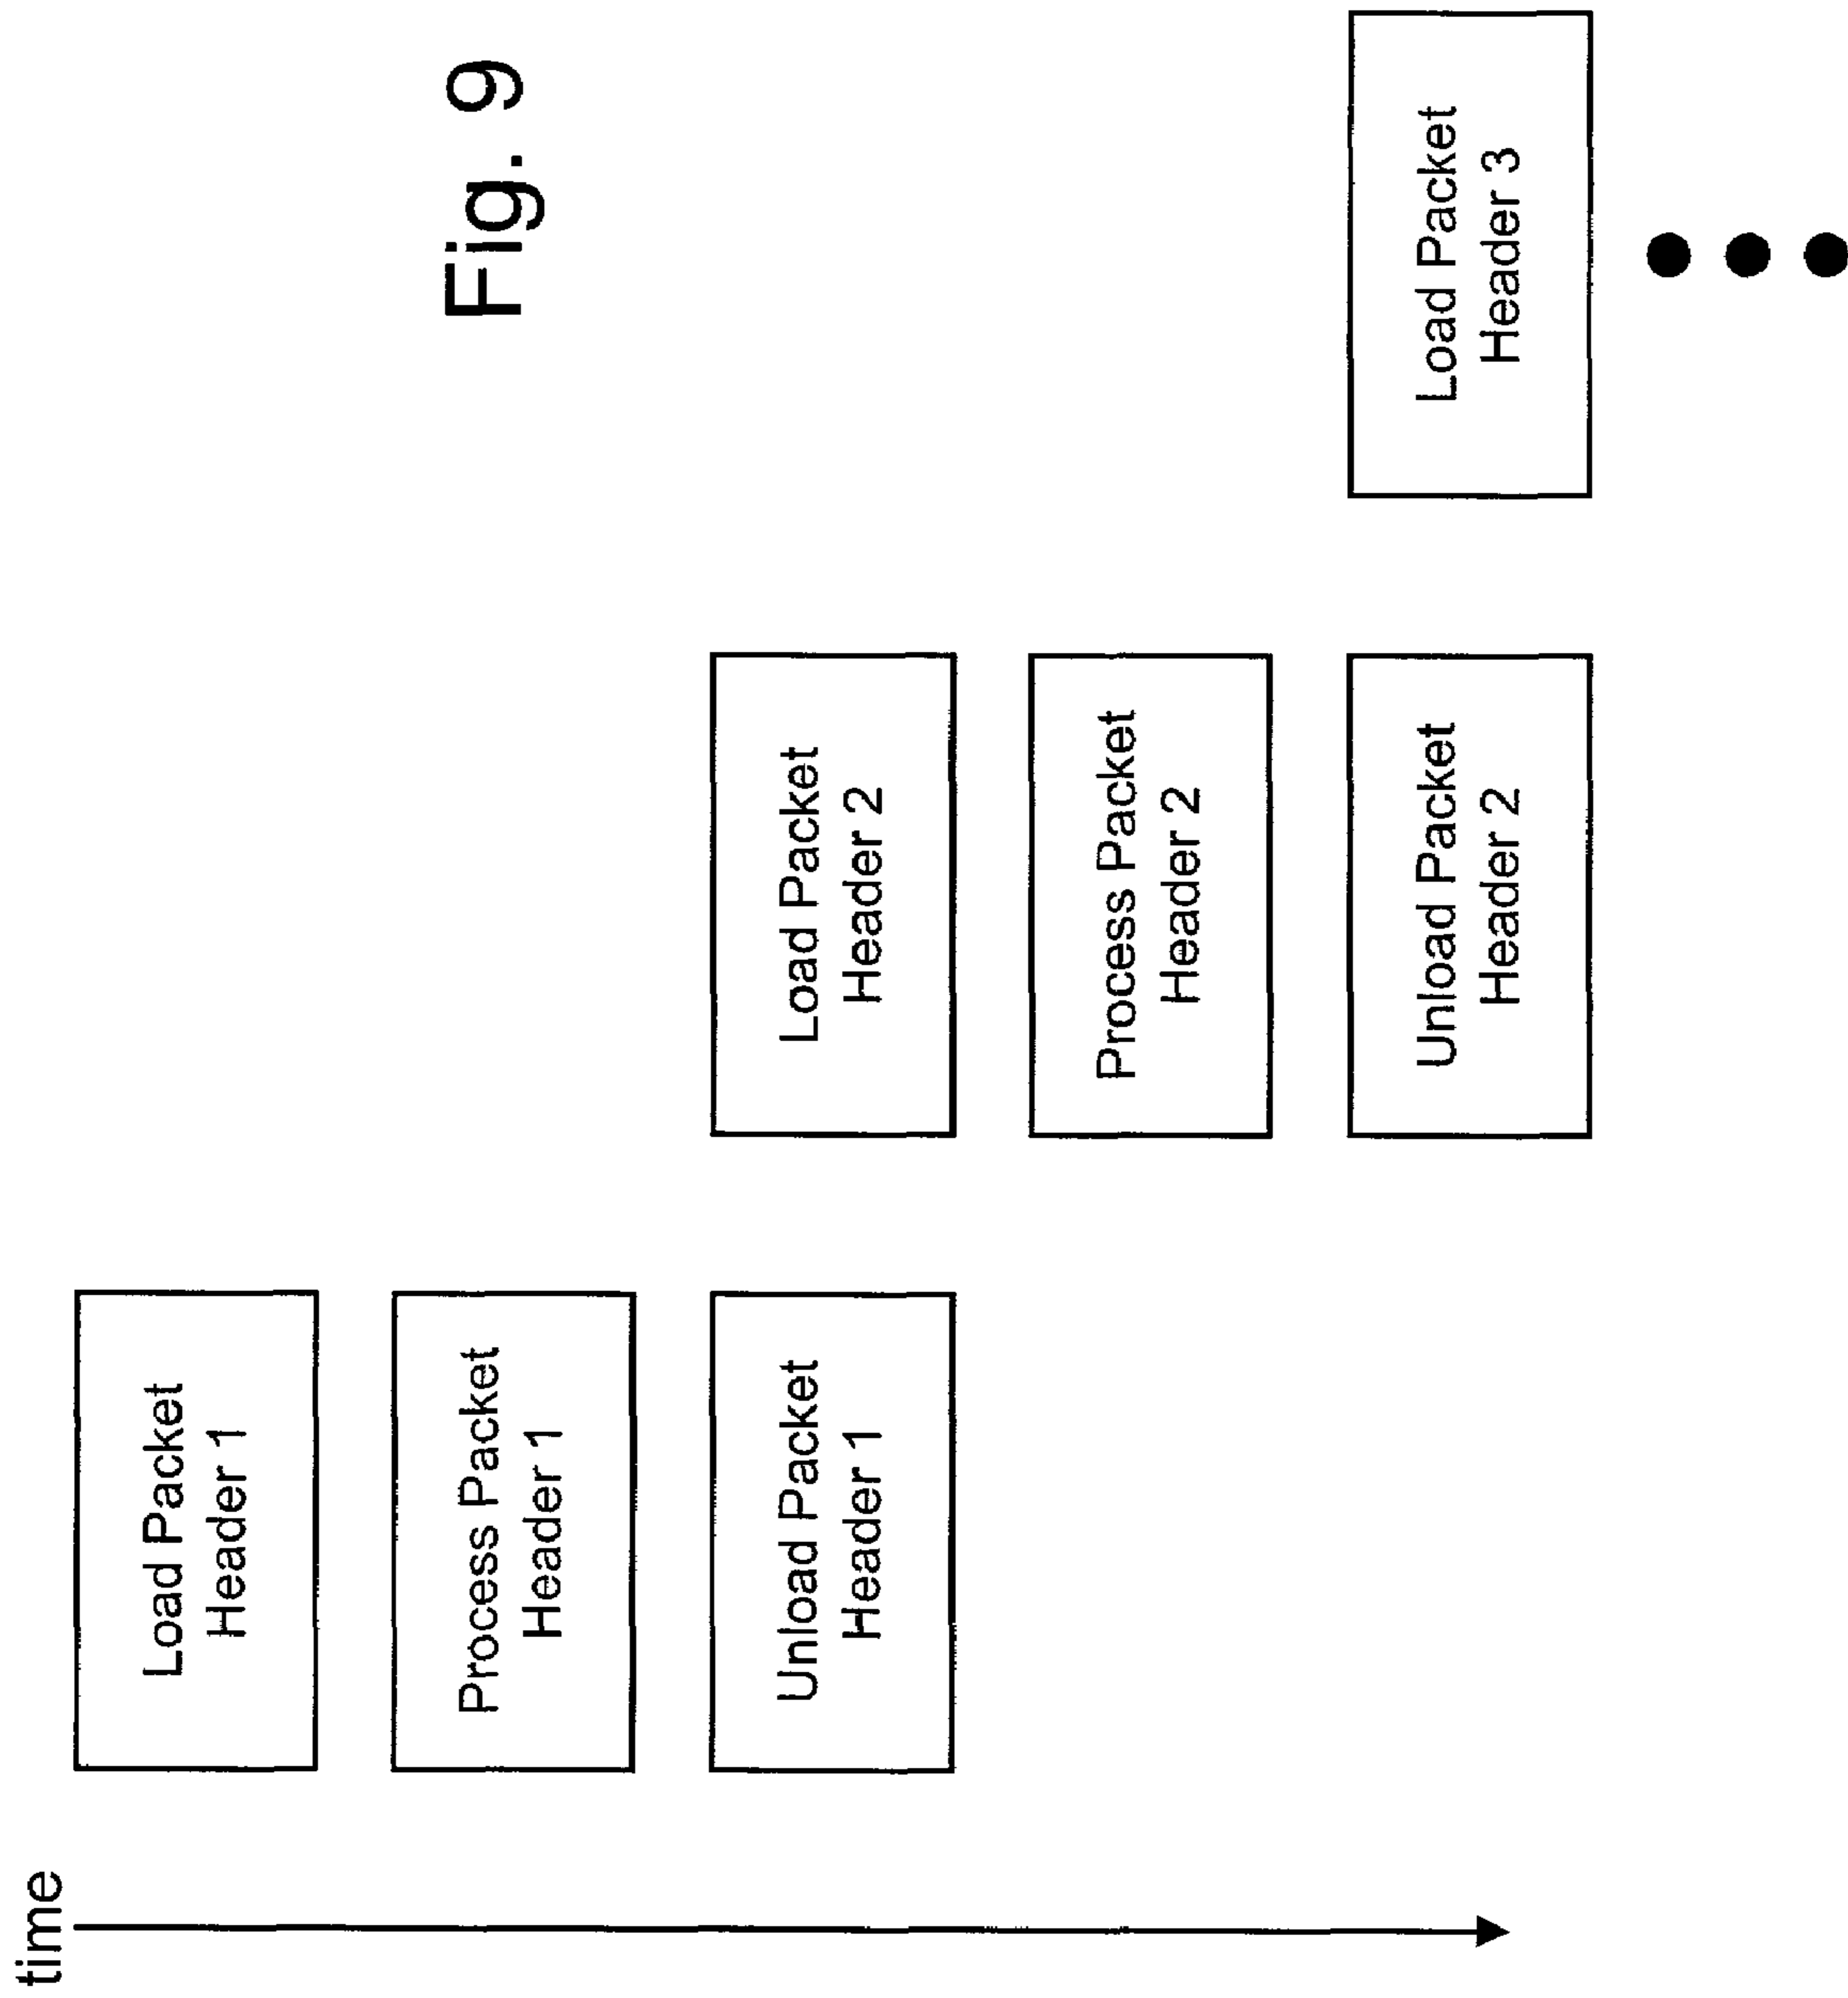 time
Load Packet
Header 1
Process Packet
Header 1
Unload Packet
Header 1
Load Packet
Header 2
Process Packet
Header 2
Unload Packet
Header 2
Load Packet
Header 3
Fig. 9